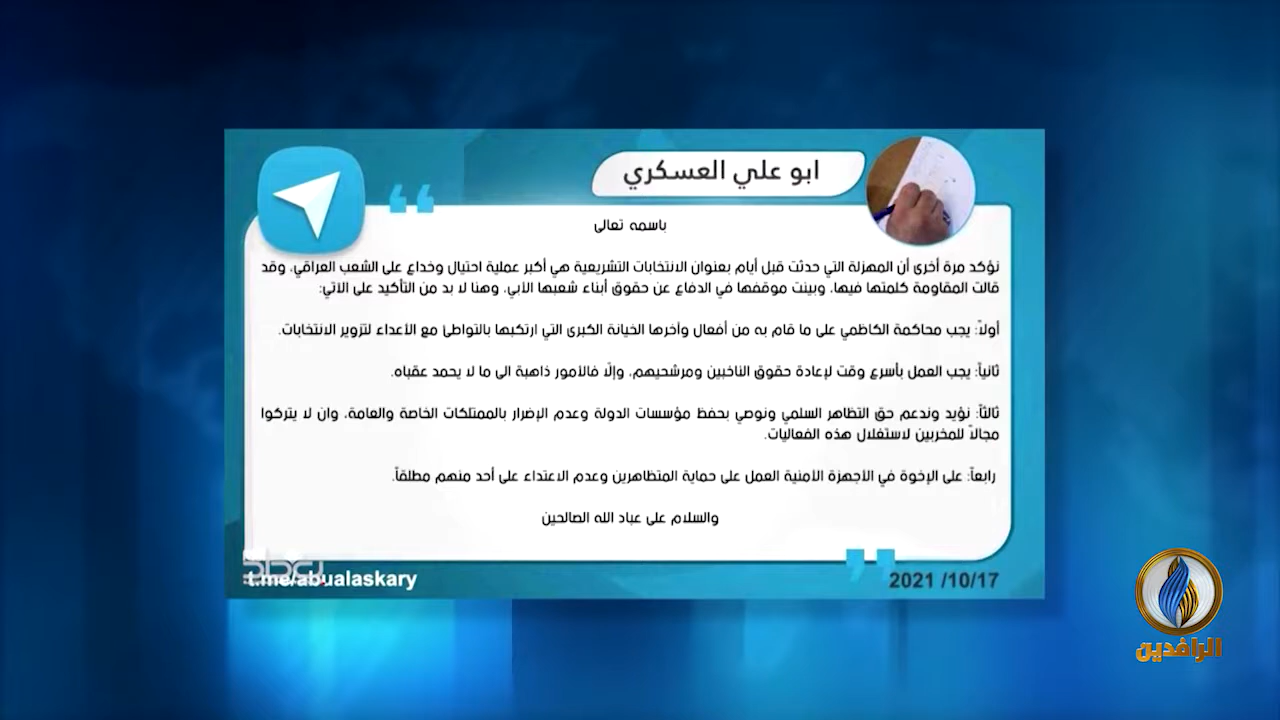 ابو علي العسكري
باسمه تعالى
نؤكد مرة أخرى أن المهزلة التي حدثت قبل أيام بعنوان الانتخابات التشريعية هي أكبر عملية احتيال وخداع على الشعب العراقي، وقد
قالت المقاومة كلمتها فيها، وبينت موقفها في الدفاع عن حقوق أبناء شعبها الأبي، وهنا لا بد من التأكيد على الآتي:
أولاً: يجب محاكمة الكاظمي على ما قام به من أفعال وآخرها الخيانة الكبرى التي ارتكبها بالتواطئ مع الأعداء لتزوير الانتخابات.
ثانياً: يجب العمل بأسرع وقت لإعادة حقوق الناخبين ومرشحيهم، وإلّا فالأمور ذاهبة الى ما لا يحمد عقباه.
ثالثاً: نؤيد وندعم حق التظاهر السلمي ونوصي بحفظ مؤسسات الدولة وعدم الإضرار بالممتلكات الخاصة والعامة، وان لا يتركوا
مجالاً للمخربين لاستغلال هذه الفعاليات.
رابعاً: على الإخوة في الأجهزة الأمنية العمل على حماية المتظاهرين وعدم الاعتداء على أحد منهم مطلقاً.
والسلام على عباد الله الصالحين
t.me/abualaskary
2021 /10/17
الرافدين